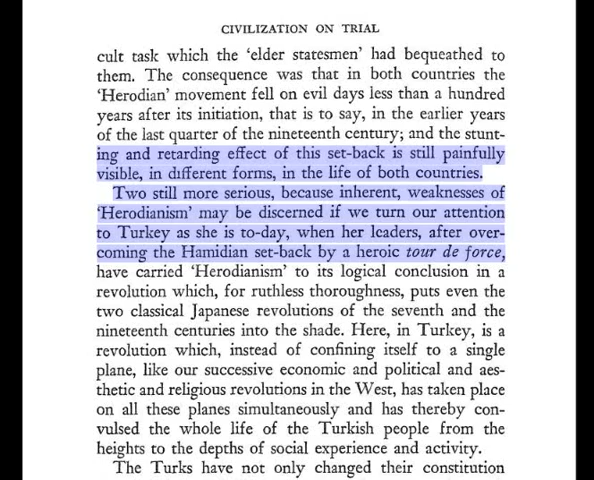 CIVILIZATION ON TRIAL
cult task which the ‘elder statesmen’ had bequeathed to
them. The consequence was that in both countries the
‘Herodian’ movement fell on evil days less than a hundred
years after its initiation, that is to say, in the earlier years
of the last quarter of the nineteenth century; and the stunt-
ing and retarding effect of this set-back is still painfully
visible, in different forms, in the life of both countries.
Two still more serious, because inherent, weaknesses of
‘Herodianism’ may be discerned if we turn our attention
to Turkey as she is to-day, when her leaders, after over-
coming the Hamidian set-back by a heroic tour de force,
have carried ‘Herodianism’ to its logical conclusion in a
revolution which, for ruthless thoroughness, puts even the
two classical Japanese revolutions of the seventh and the
nineteenth centuries into the shade. Here, in Turkey, is a
revolution which, instead of confining itself to a single
plane, like our successive economic and political and aes-
thetic and religious revolutions in the West, has taken place
on all these planes simultaneously and has thereby con-
vulsed the whole life of the Turkish people from the
heights to the depths of social experience and activity.
The Turks have not only changed their constitution